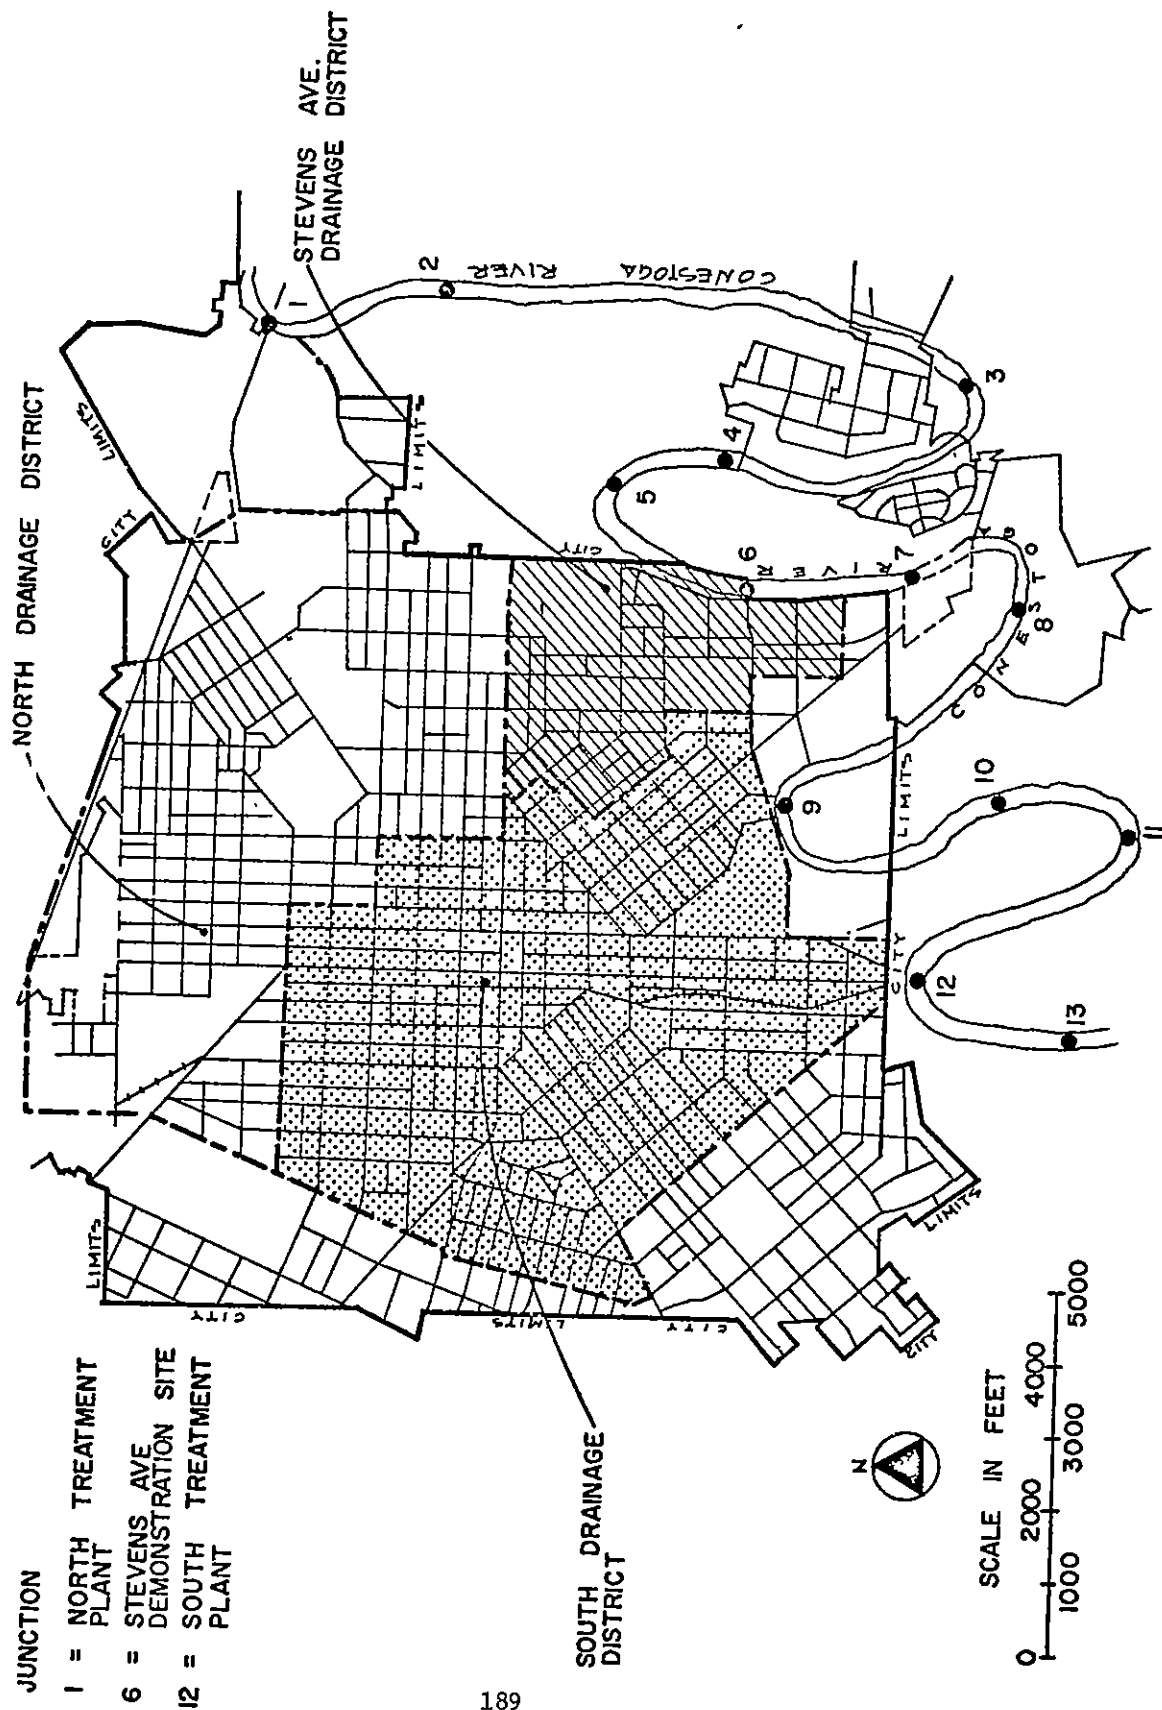 JUNCTION
1 = NORTH TREATMENT
PLANT
6 = STEVENS AVE
DEMONSTRATION SITE
12 = SOUTH TREATMENT
PLANT
NORTH DRAINAGE DISTRICT
STEVENS AVE.
DRAINAGE DISTRICT
SOUTH DRAINAGE
DISTRICT
CITY
LIMITS
LIMITS
CITY
LIMITS
CITY
LIMITS
CITY
LIMITS
CITY
LIMITS
CITY
LIMITS
CONESTOGA
RIVER
RIVER
CONESTOGA
1
2
3
4
5
6
7
8
9
10
11
12
13
N
SCALE IN FEET
0 1000 2000 3000 4000 5000
189